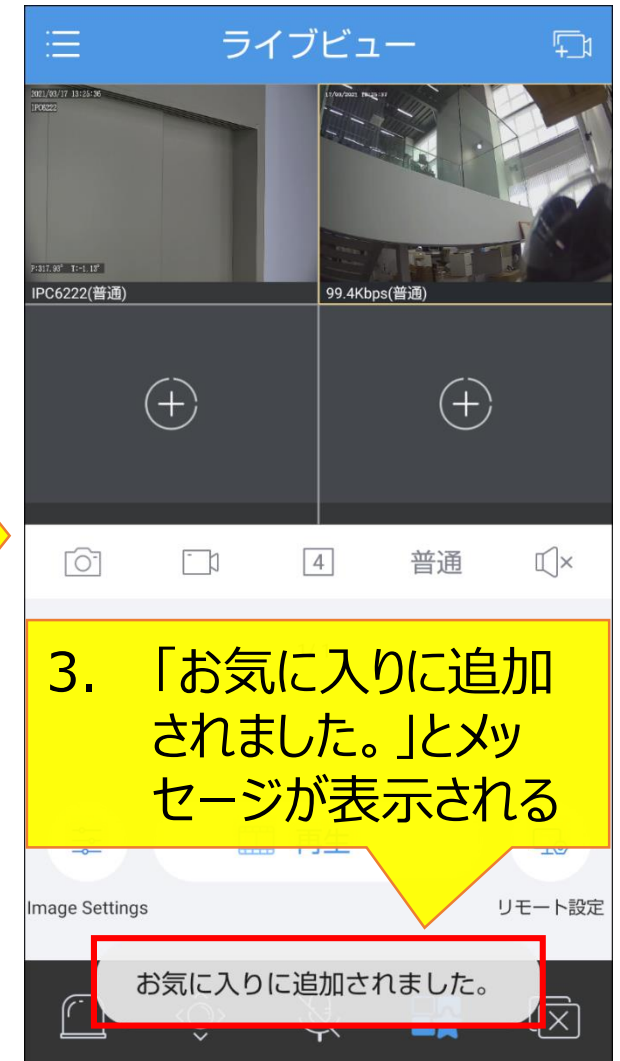 ライブビュー
2021/03/17 13:25:36
IPC6222
P:317.93° T:-1.13°
IPC6222(普通)
99.4Kbps(普通)
4
普通
3. 「お気に入りに追加
されました。」とメッ
セージが表示される
再生
Image Settings
リモート設定
お気に入りに追加されました。